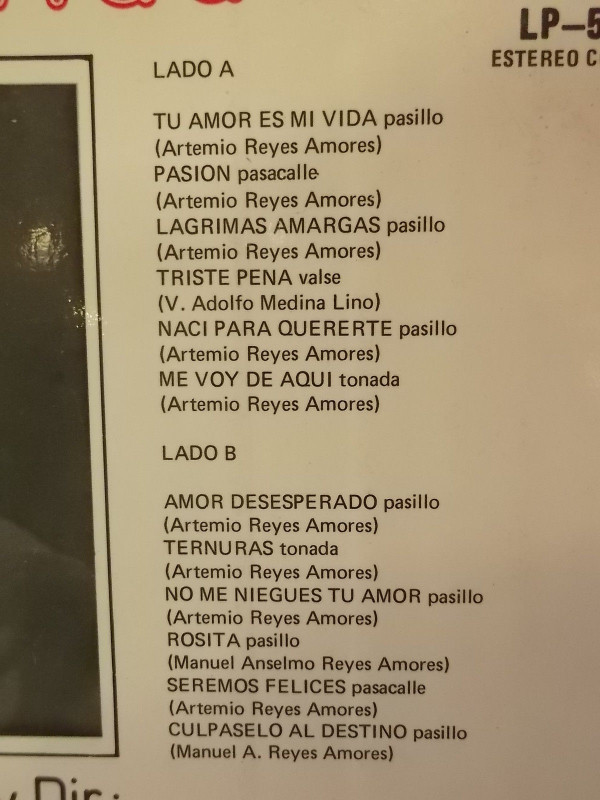 LP-5
ESTEREO C
LADO A
TU AMOR ES MI VIDA pasillo
(Artemio Reyes Amores)
PASION pasacalle
(Artemio Reyes Amores)
LAGRIMAS AMARGAS pasillo
(Artemio Reyes Amores)
TRISTE PENA valse
(V. Adolfo Medina Lino)
NACI PARA QUERERTE pasillo
(Artemio Reyes Amores)
ME VOY DE AQUI tonada
(Artemio Reyes Amores)
LADO B
AMOR DESESPERADO pasillo
(Artemio Reyes Amores)
TERNURAS tonada
(Artemio Reyes Amores)
NO ME NIEGUES TU AMOR pasillo
(Artemio Reyes Amores)
ROSITA pasillo
(Manuel Anselmo Reyes Amores)
SEREMOS FELICES pasacalle
(Artemio Reyes Amores)
CULPASELO AL DESTINO pasillo
(Manuel A. Reyes Amores)
y Dir: